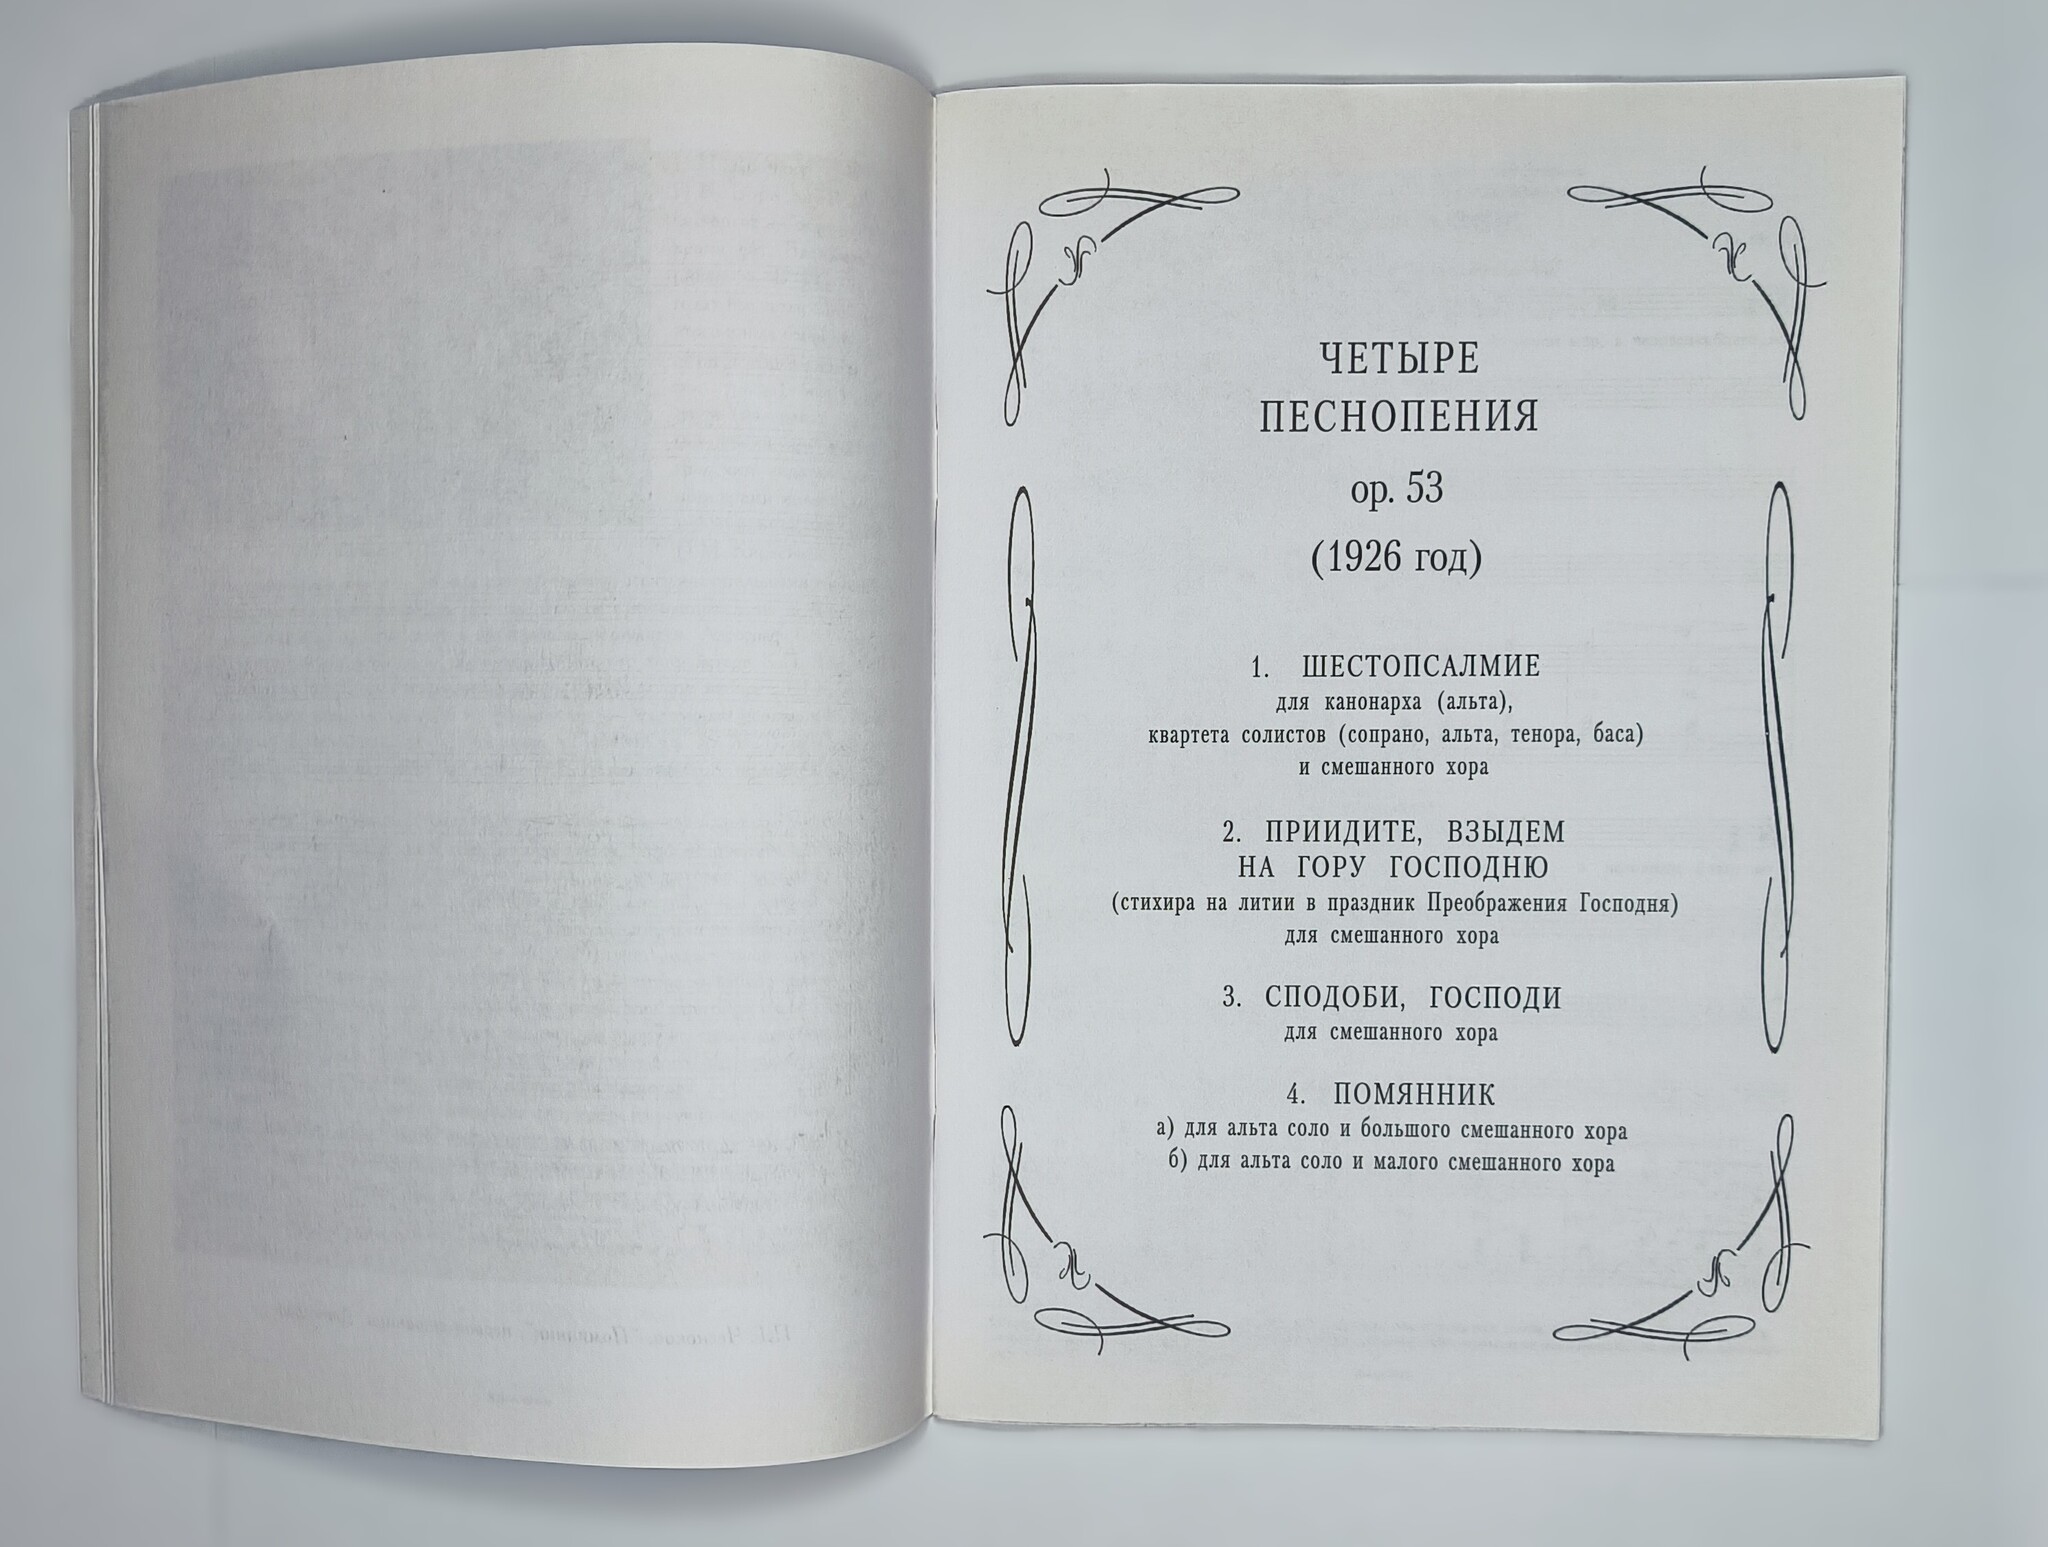 ЧЕТЫРЕ
ПЕСНОПЕНИЯ
ор. 53
(1926 год)
1. ШЕСТОПСАЛМИЕ
для канонарха (альта),
квартета солистов (сопрано, альта, тенора, баса)
и смешанного хора
2. ПРИИДИТЕ, ВЗЫДЕМ
НА ГОРУ ГОСПОДНЮ
(стихира на литии в праздник Преображения Господня)
для смешанного хора
3. СПОДОБИ, ГОСПОДИ
для смешанного хора
4. ПОМЯННИК
а) для альта соло и большого смешанного хора
б) для альта соло и малого смешанного хора